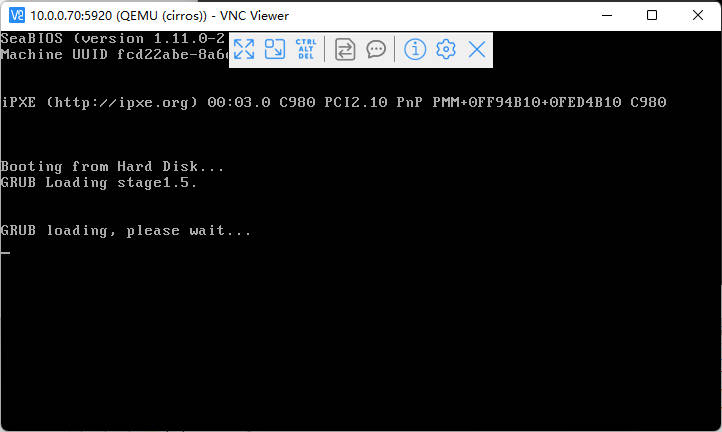 10.0.0.70:5920 (QEMU (cirros)) - VNC Viewer
SeaBIOS (version 1.11.0-2
CTRL
ALT
DEL
Machine UUID fcd22abe-8a6
iPXE (http://ipxe.org) 00:03.0 C980 PCI2.10 PnP PMM+0FF94B10+0FED4B10 C980
Booting from Hard Disk...
GRUB Loading stage1.5.
GRUB loading, please wait...